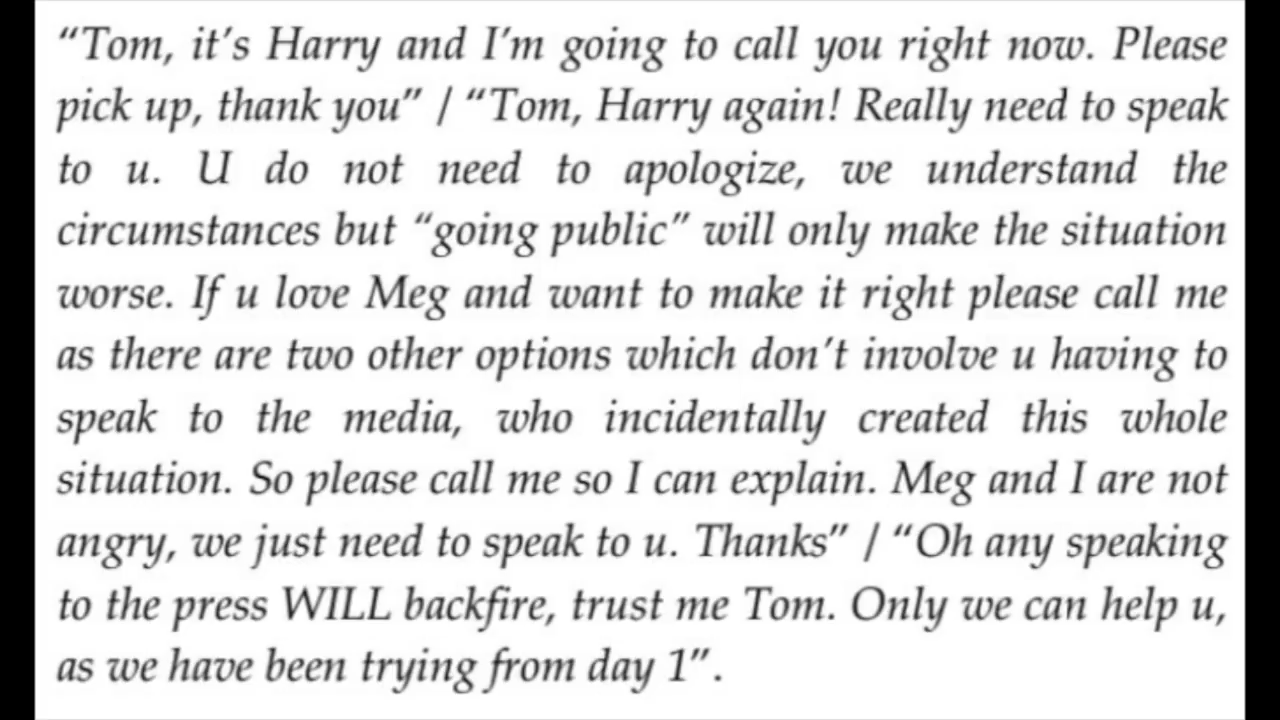 “Tom, it’s Harry and I’m going to call you right now. Please
pick up, thank you” / “Tom, Harry again! Really need to speak
to u. U do not need to apologize, we understand the
circumstances but “going public” will only make the situation
worse. If u love Meg and want to make it right please call me
as there are two other options which don’t involve u having to
speak to the media, who incidentally created this whole
situation. So please call me so I can explain. Meg and I are not
angry, we just need to speak to u. Thanks” / “Oh any speaking
to the press WILL backfire, trust me Tom. Only we can help u,
as we have been trying from day 1”.